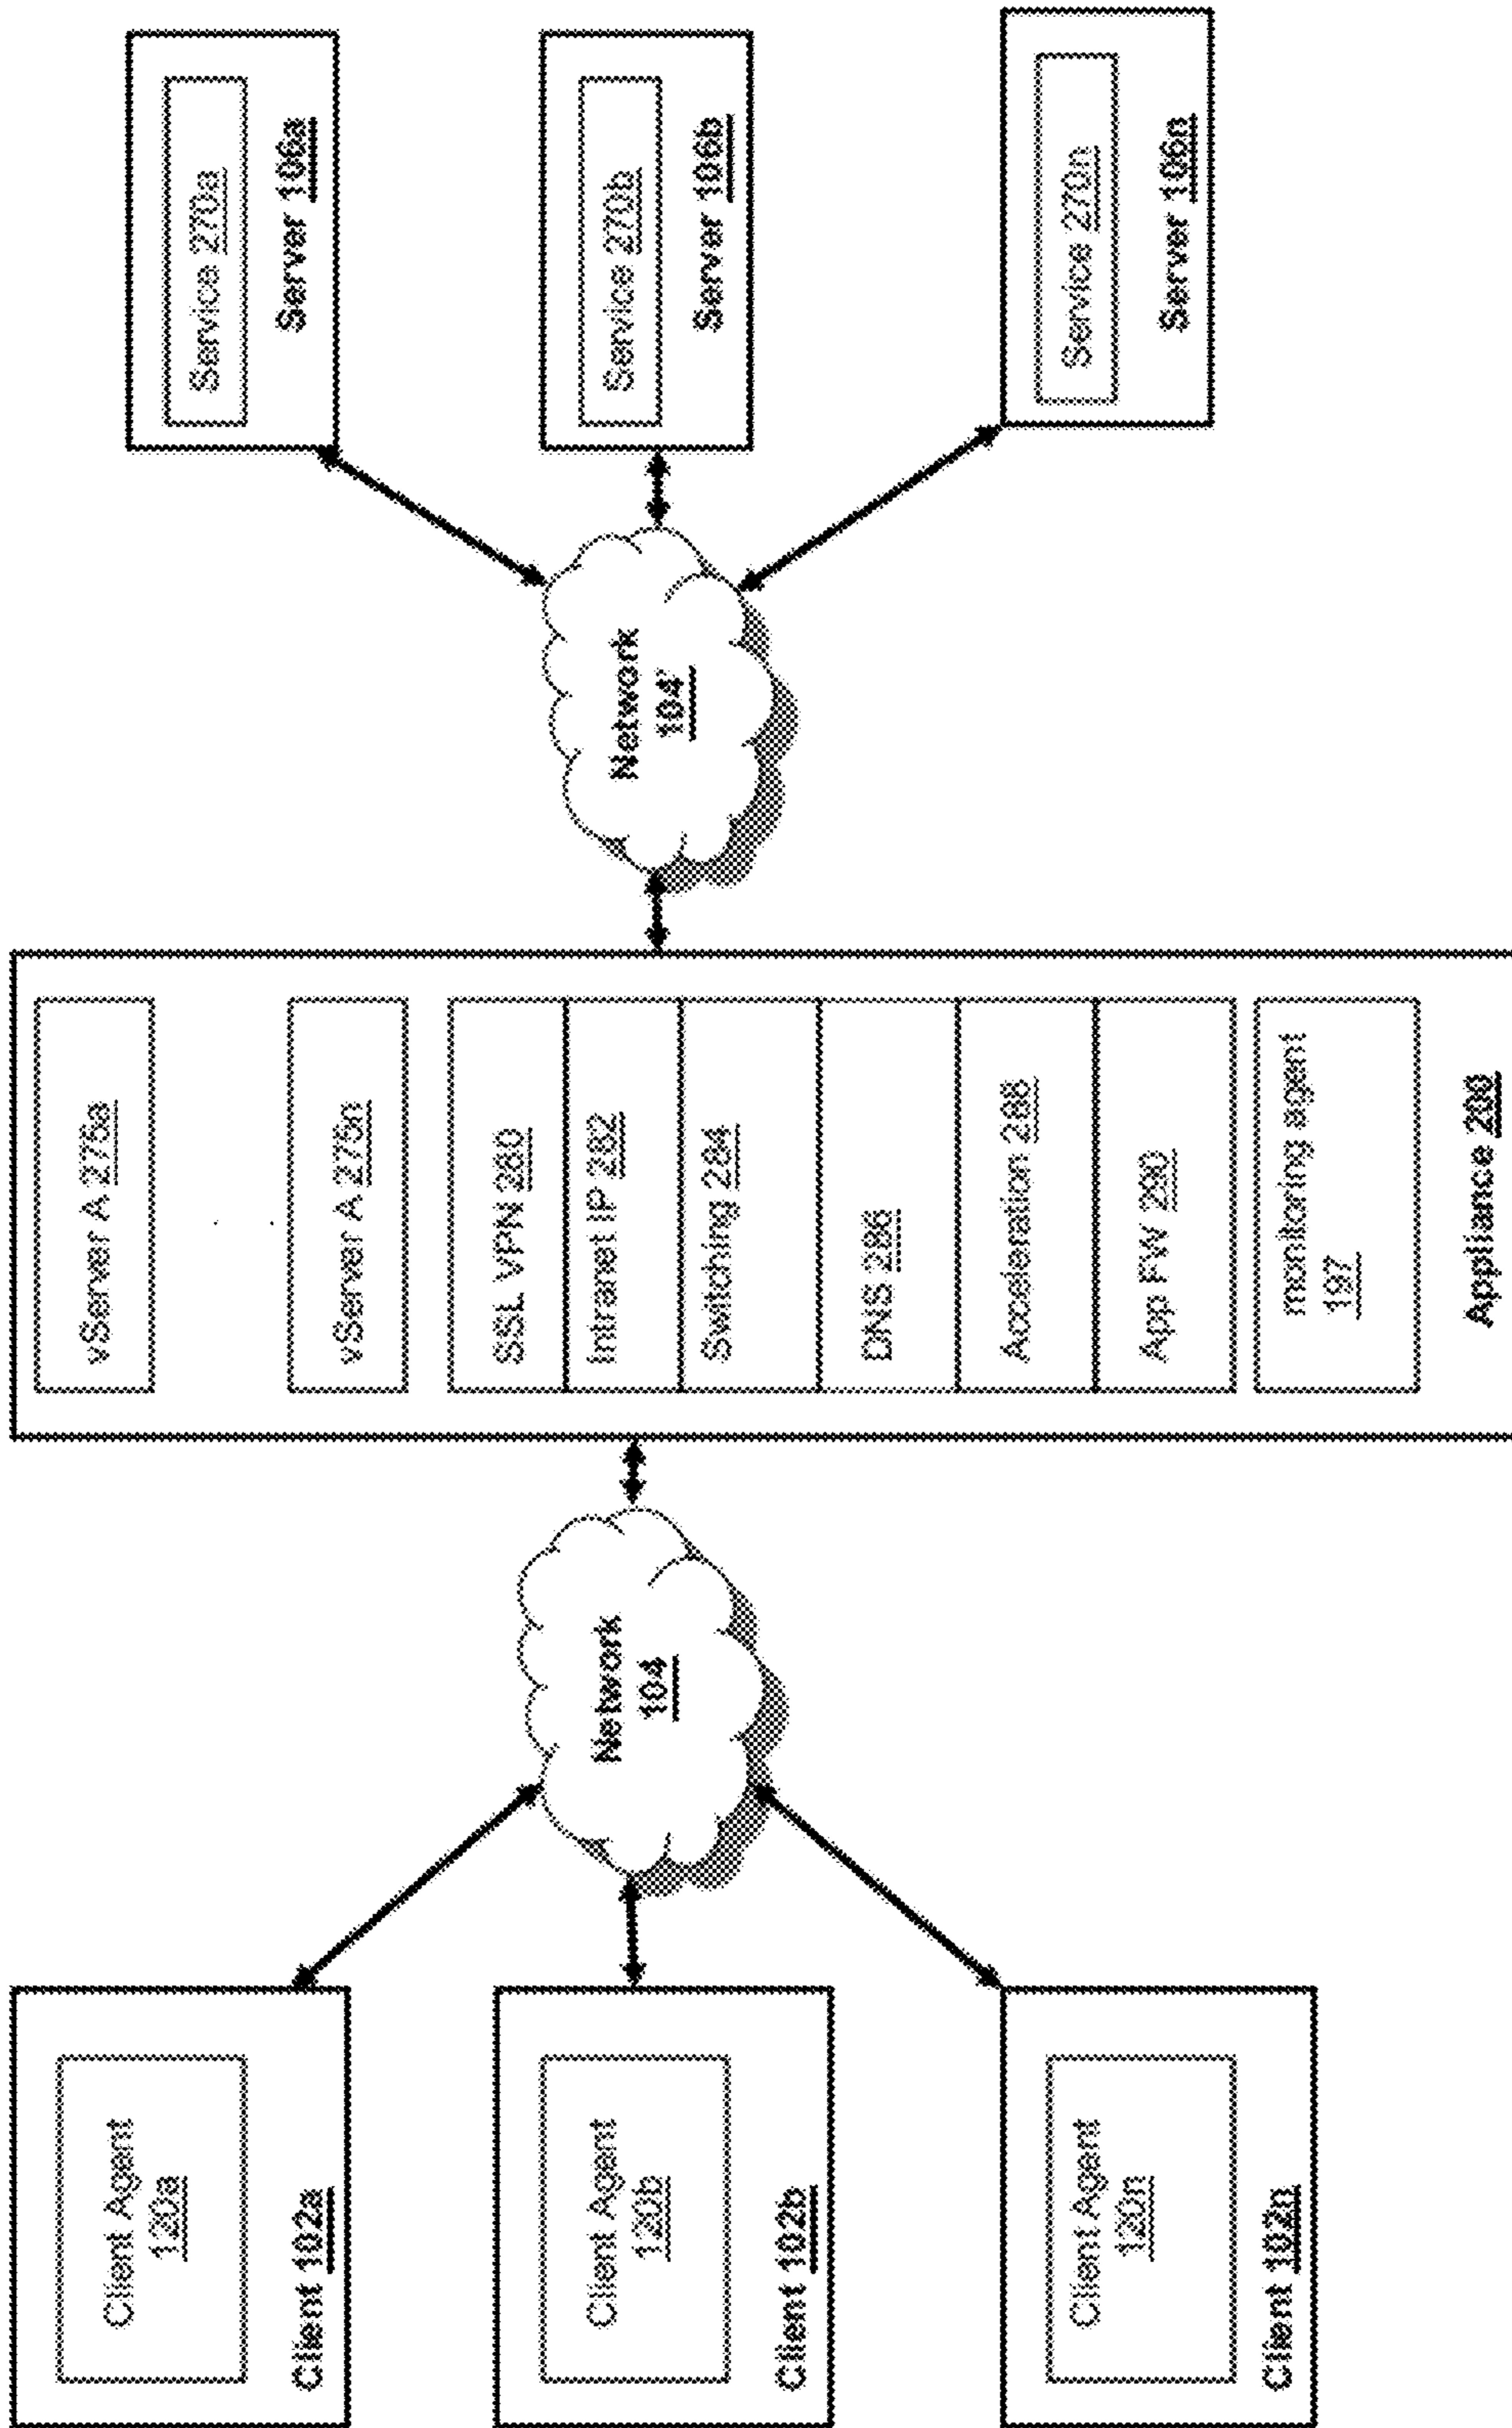 Client Agent
120a
Client 102a
Client Agent
120b
Client 102b
Client Agent
120n
Client 102n
Network
104
vServer A 275a
vServer A 275n
SSL VPN 280
Intranet IP 282
Switching 284
DNS 286
Acceleration 288
App FW 290
monitoring agent
197
Appliance 200
Network
104'
Service 270a
Server 106a
Service 270b
Server 106b
Service 270n
Server 106n